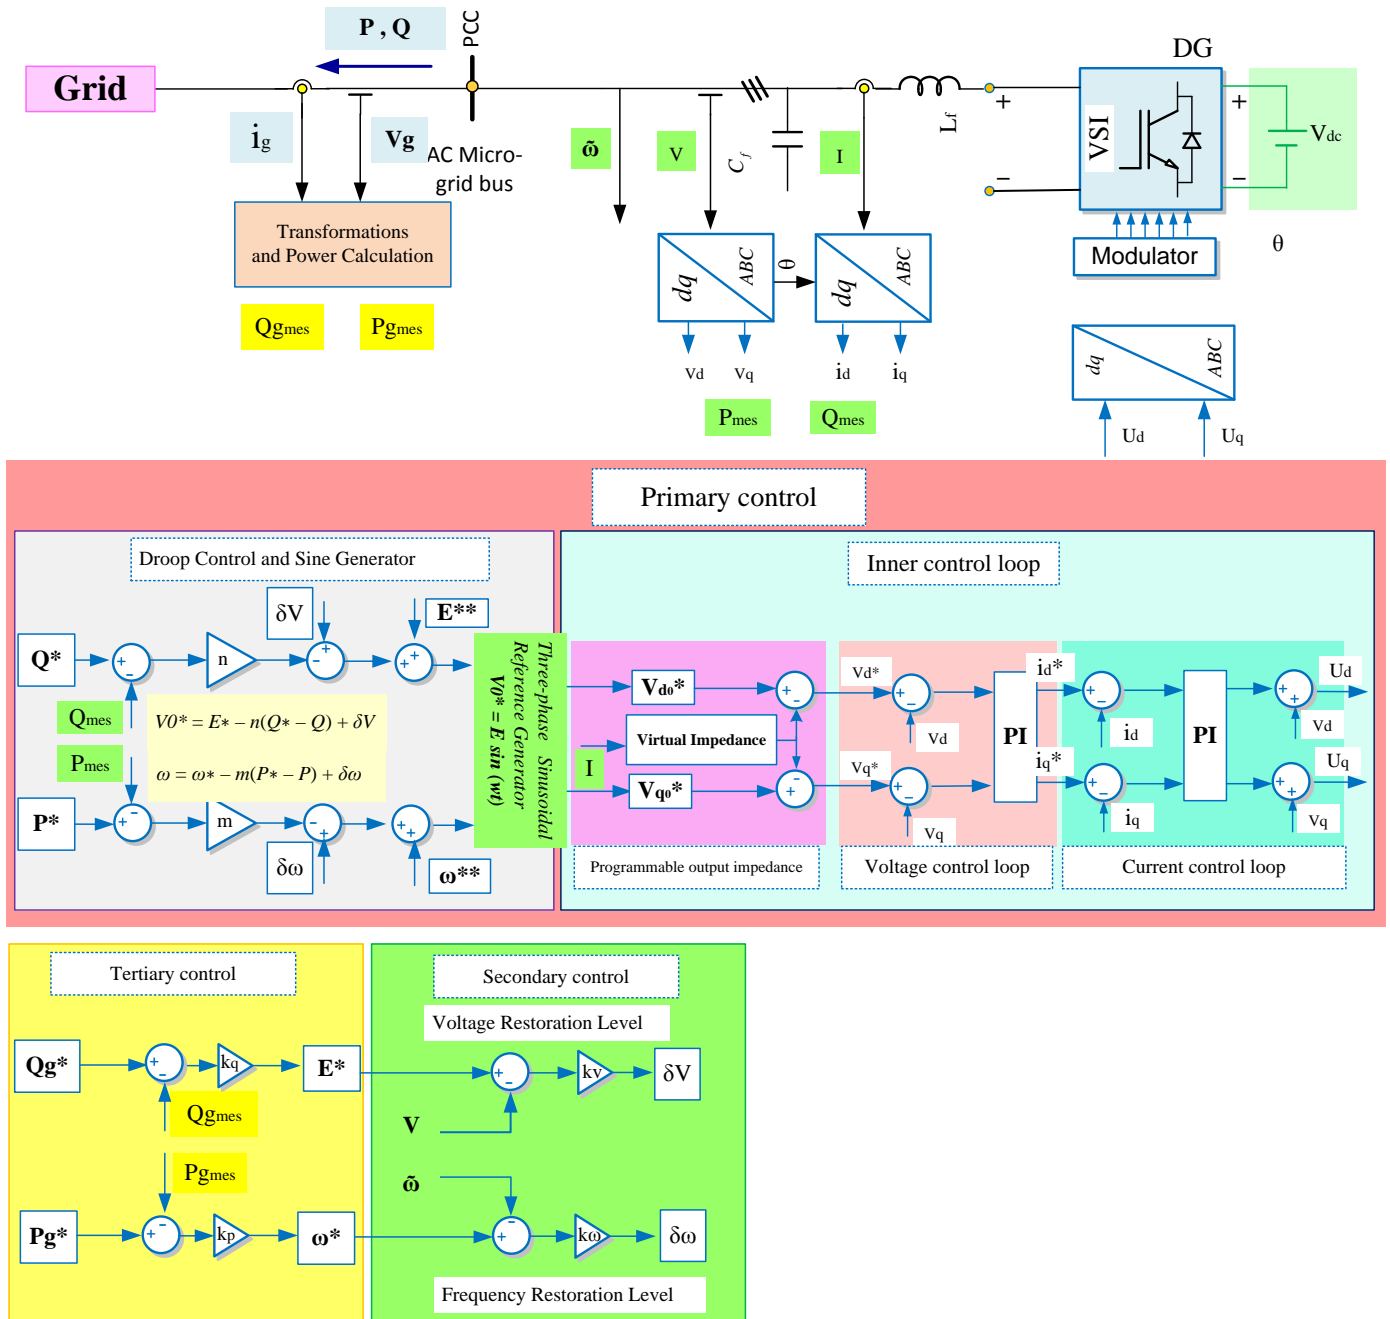 P , Q
PCC
DG
Grid
ig
Vg
AC Micro-
grid bus
ῶ
V
Cf
I
Lf
+
−
VSI
+
−
Vdc
Transformations
and Power Calculation
dq
ABC
θ
dq
ABC
Modulator
θ
Qgmes
Pgmes
Vd
Vq
id
iq
dq
ABC
Pmes
Qmes
Ud
Uq
Primary control
Droop Control and Sine Generator
Inner control loop
δV
E**
Q*
+
-
n
-
+
+
+
Qmes
V0* = E* − n(Q* − Q) + δV
Pmes
ω = ω* − m(P* − P) + δω
P*
+
-
m
-
+
+
+
δω
ω**
Three-phase Sinusoidal
Reference Generator
V0* = E sin (wt)
Vd0*
+
-
Virtual Impedance
I
Vq0*
-
+
Programmable output impedance
Vd*
+
-
Vd
PI
Vq*
+
-
Vq
Voltage control loop
id*
+
-
id
PI
iq*
+
-
iq
+
+
Ud
Vd
Uq
+
+
Vq
Current control loop
Tertiary control
Secondary control
Voltage Restoration Level
Qg*
+
-
kq
E*
+
-
kv
δV
Qgmes
V
Pgmes
ῶ
Pg*
+
-
kp
ω*
+
-
kω
δω
Frequency Restoration Level